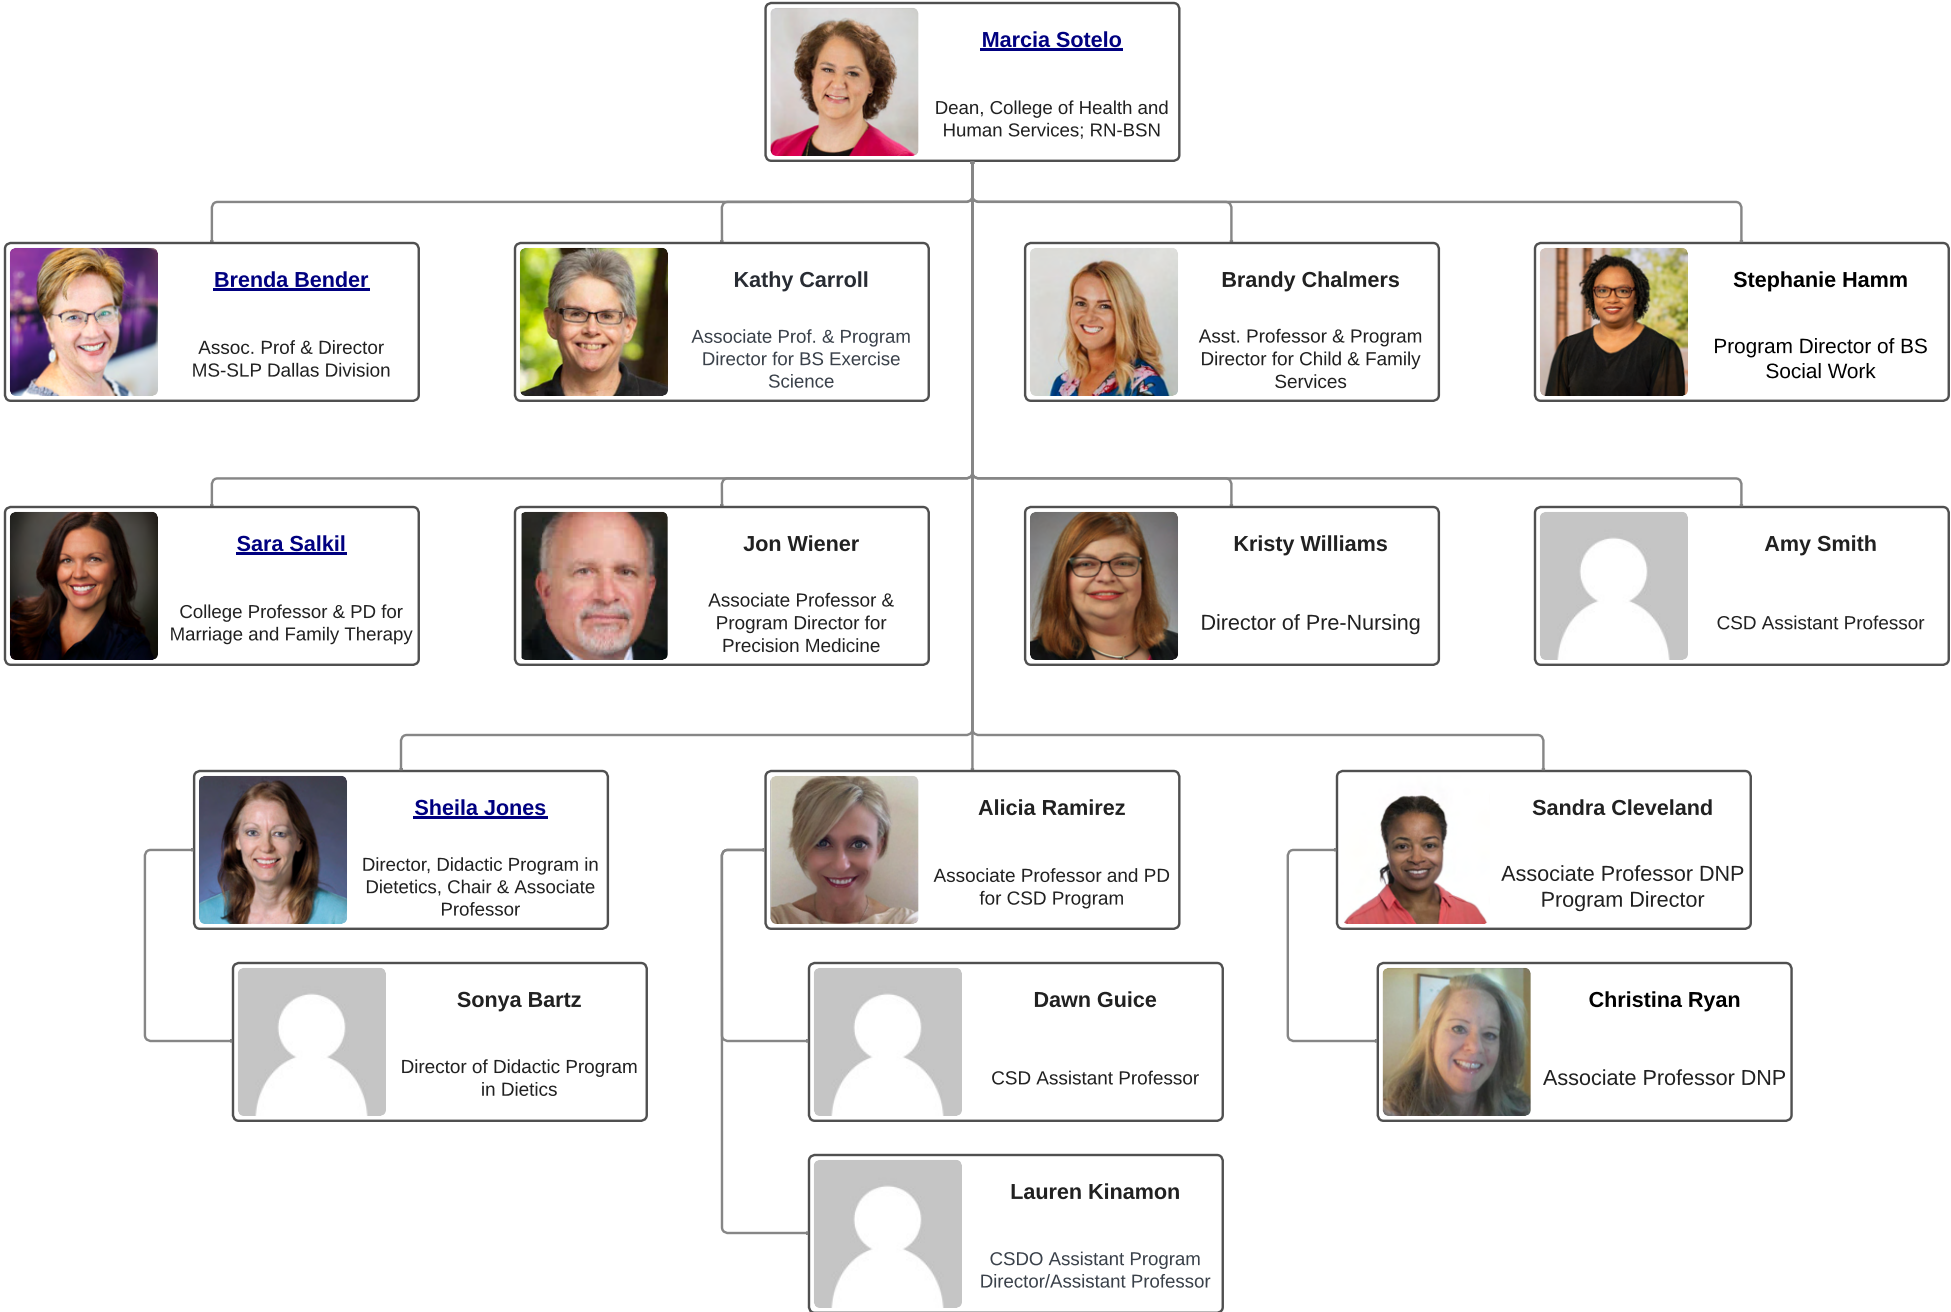 Marcia Sotelo
Dean, College of Health and
Human Services; RN-BSN
Brenda Bender
Assoc. Prof & Director
MS-SLP Dallas Division
Kathy Carroll
Associate Prof. & Program
Director for BS Exercise
Science
Brandy Chalmers
Asst. Professor & Program
Director for Child & Family
Services
Stephanie Hamm
Program Director of BS
Social Work
Sara Salkil
College Professor & PD for
Marriage and Family Therapy
Jon Wiener
Associate Professor &
Program Director for
Precision Medicine
Kristy Williams
Director of Pre-Nursing
Amy Smith
CSD Assistant Professor
Sheila Jones
Director, Didactic Program in
Dietetics, Chair & Associate
Professor
Alicia Ramirez
Associate Professor and PD
for CSD Program
Sandra Cleveland
Associate Professor DNP
Program Director
Sonya Bartz
Director of Didactic Program
in Dietics
Dawn Guice
CSD Assistant Professor
Christina Ryan
Associate Professor DNP
Lauren Kinamon
CSDO Assistant Program
Director/Assistant Professor